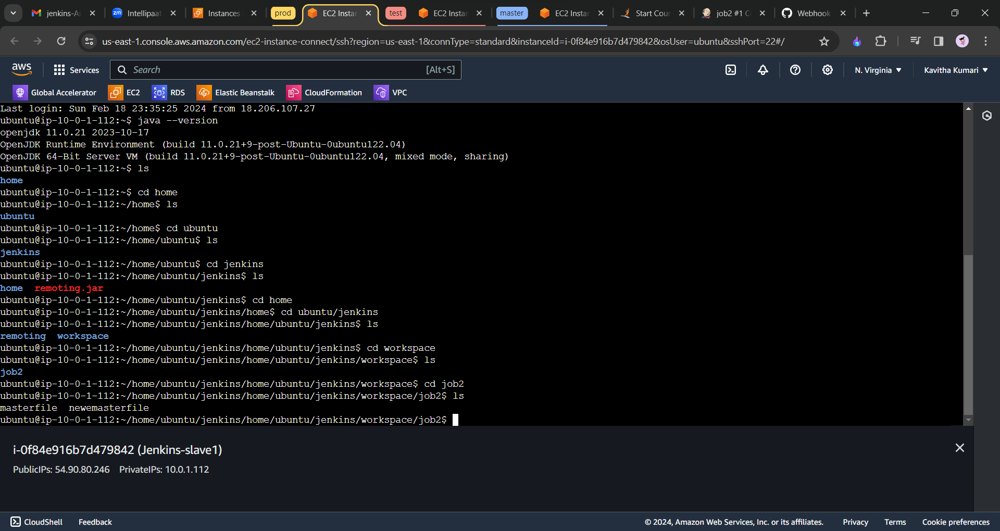 jenkins-As
zm Intellipaat
Instances
prod
EC2 Instan
test
EC2 Instan
master
EC2 Instan
Start Cour
job2 #1 C
Webhook
us-east-1.console.aws.amazon.com/ec2-instance-connect/ssh?region=us-east-1&connType=standard&instanceId=i-0f84e916b7d479842&osUser=ubuntu&sshPort=22#/
aws Services Search [Alt+S] N. Virginia Kavitha Kumari
Global Accelerator EC2 RDS Elastic Beanstalk CloudFormation VPC
Last login: Sun Feb 18 23:35:25 2024 from 18.206.107.27
ubuntu@ip-10-0-1-112:~$ java --version
openjdk 11.0.21 2023-10-17
OpenJDK Runtime Environment (build 11.0.21+9-post-Ubuntu-0ubuntu122.04)
OpenJDK 64-Bit Server VM (build 11.0.21+9-post-Ubuntu-0ubuntu122.04, mixed mode, sharing)
ubuntu@ip-10-0-1-112:~$ ls
home
ubuntu@ip-10-0-1-112:~$ cd home
ubuntu@ip-10-0-1-112:~/home$ ls
ubuntu
ubuntu@ip-10-0-1-112:~/home$ cd ubuntu
ubuntu@ip-10-0-1-112:~/home/ubuntu$ ls
jenkins
ubuntu@ip-10-0-1-112:~/home/ubuntu$ cd jenkins
ubuntu@ip-10-0-1-112:~/home/ubuntu/jenkins$ ls
home remoting.jar
ubuntu@ip-10-0-1-112:~/home/ubuntu/jenkins$ cd home
ubuntu@ip-10-0-1-112:~/home/ubuntu/jenkins/home$ cd ubuntu/jenkins
ubuntu@ip-10-0-1-112:~/home/ubuntu/jenkins/home/ubuntu/jenkins$ ls
remoting workspace
ubuntu@ip-10-0-1-112:~/home/ubuntu/jenkins/home/ubuntu/jenkins$ cd workspace
ubuntu@ip-10-0-1-112:~/home/ubuntu/jenkins/home/ubuntu/jenkins/workspace$ ls
job2
ubuntu@ip-10-0-1-112:~/home/ubuntu/jenkins/home/ubuntu/jenkins/workspace$ cd job2
ubuntu@ip-10-0-1-112:~/home/ubuntu/jenkins/home/ubuntu/jenkins/workspace/job2$ ls
masterfile newemasterfile
ubuntu@ip-10-0-1-112:~/home/ubuntu/jenkins/home/ubuntu/jenkins/workspace/job2$
i-0f84e916b7d479842 (Jenkins-slave1)
PublicIPs: 54.90.80.246 PrivateIPs: 10.0.1.112
CloudShell Feedback © 2024, Amazon Web Services, Inc. or its affiliates. Privacy Terms Cookie preferences